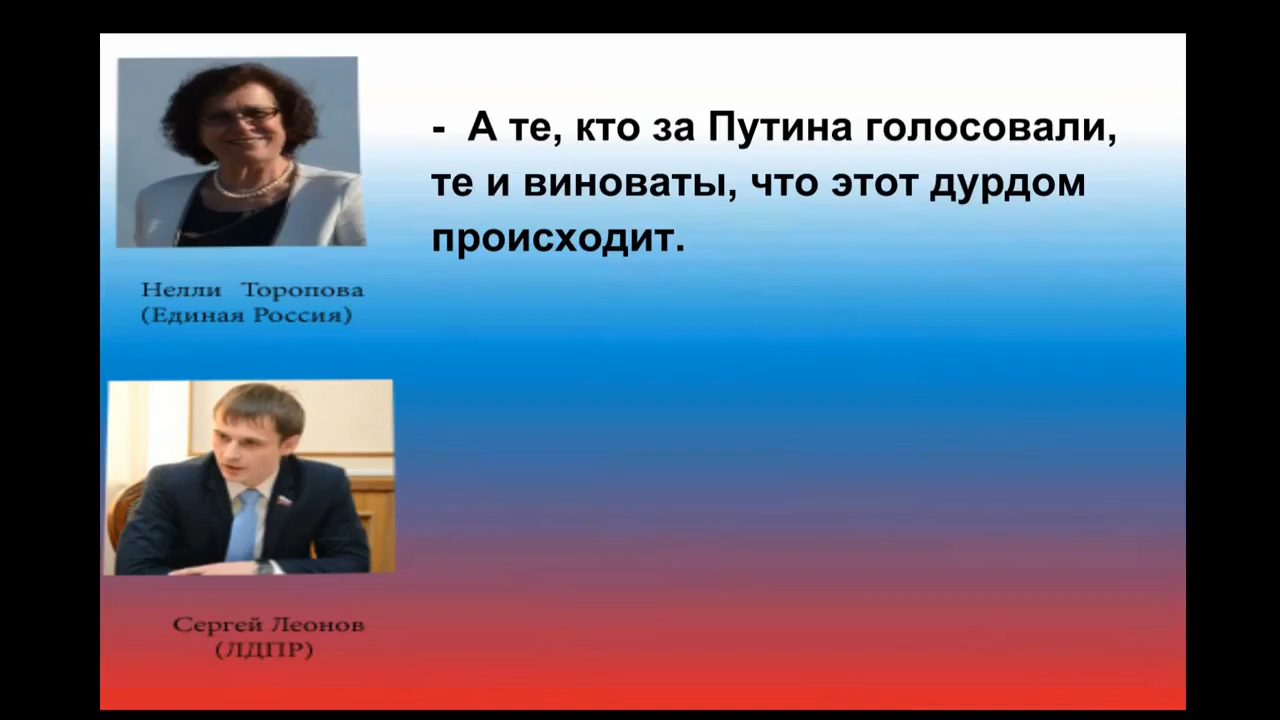 - А те, кто за Путина голосовали,
те и виноваты, что этот дурдом
происходит.
Нелли Торопова
(Единая Россия)
Сергей Леонов
(ЛДПР)